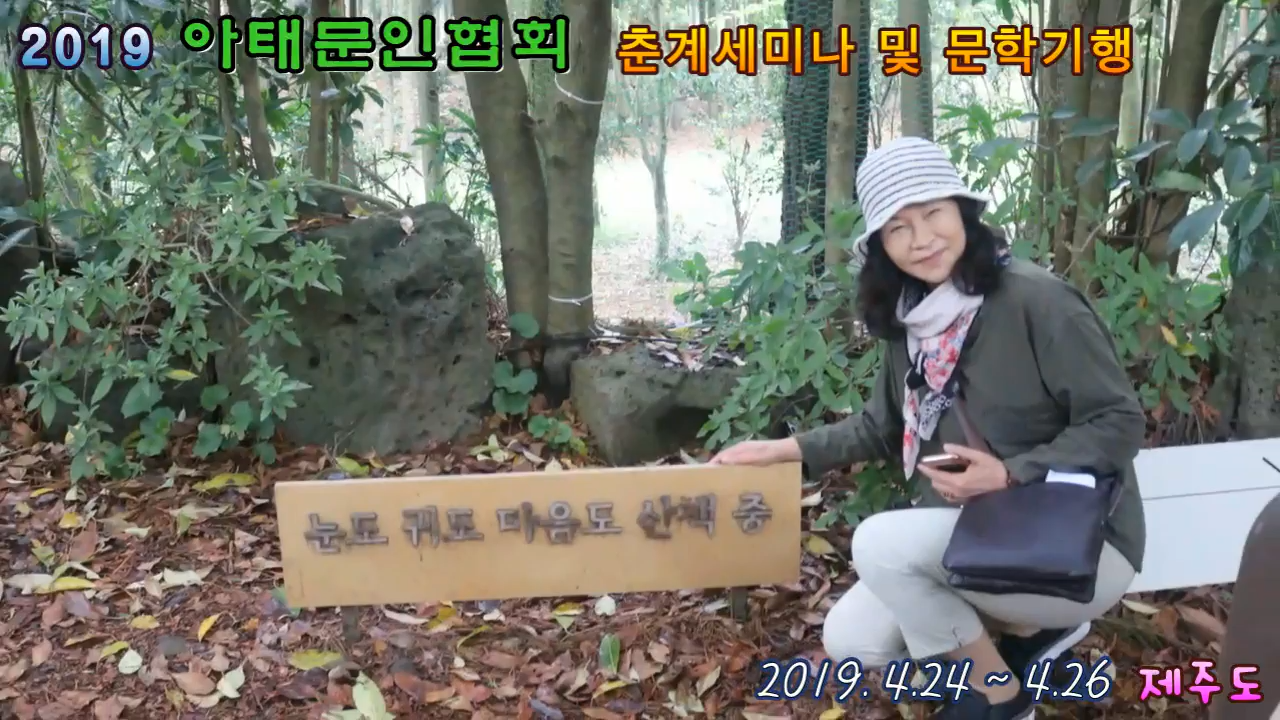 2019 아태문인협회 춘계세미나 및 문학기행
눈도 귀도 마음도 산책 중
2019. 4.24 ~ 4.26 제주도